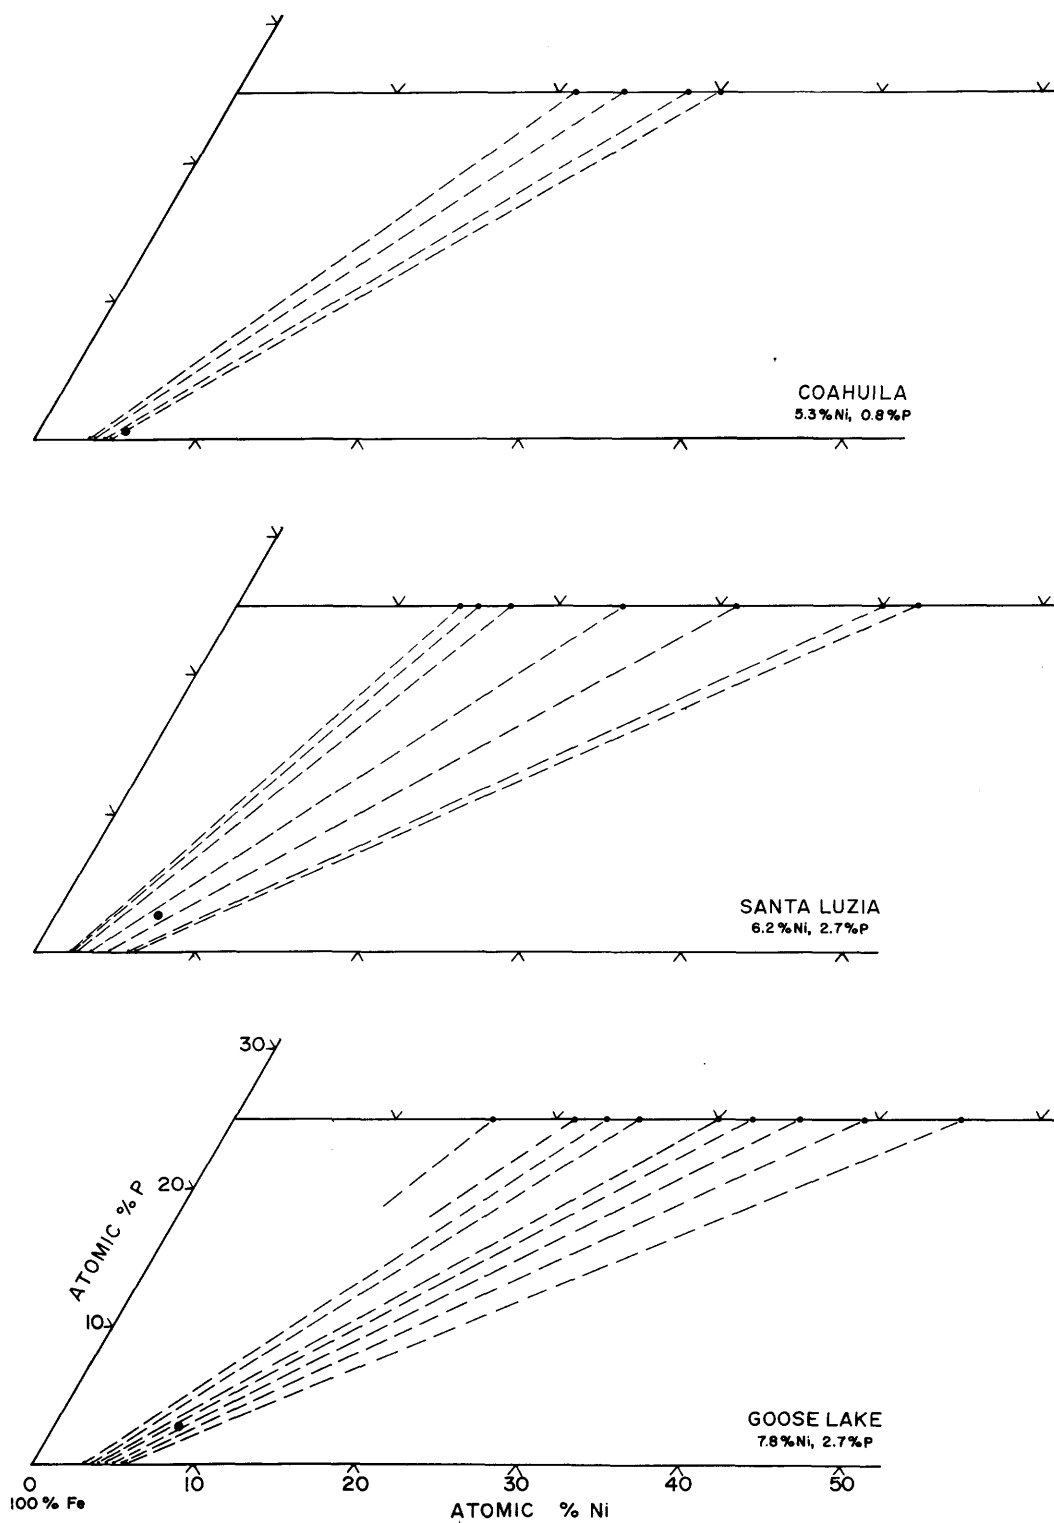 COAHUILA
5.3%Ni, 0.8%P
SANTA LUZIA
6.2%Ni, 2.7%P
30
20
ATOMIC % P
10
GOOSE LAKE
7.8%Ni, 2.7%P
0 10 20 30 40 50
100% Fe
ATOMIC % Ni